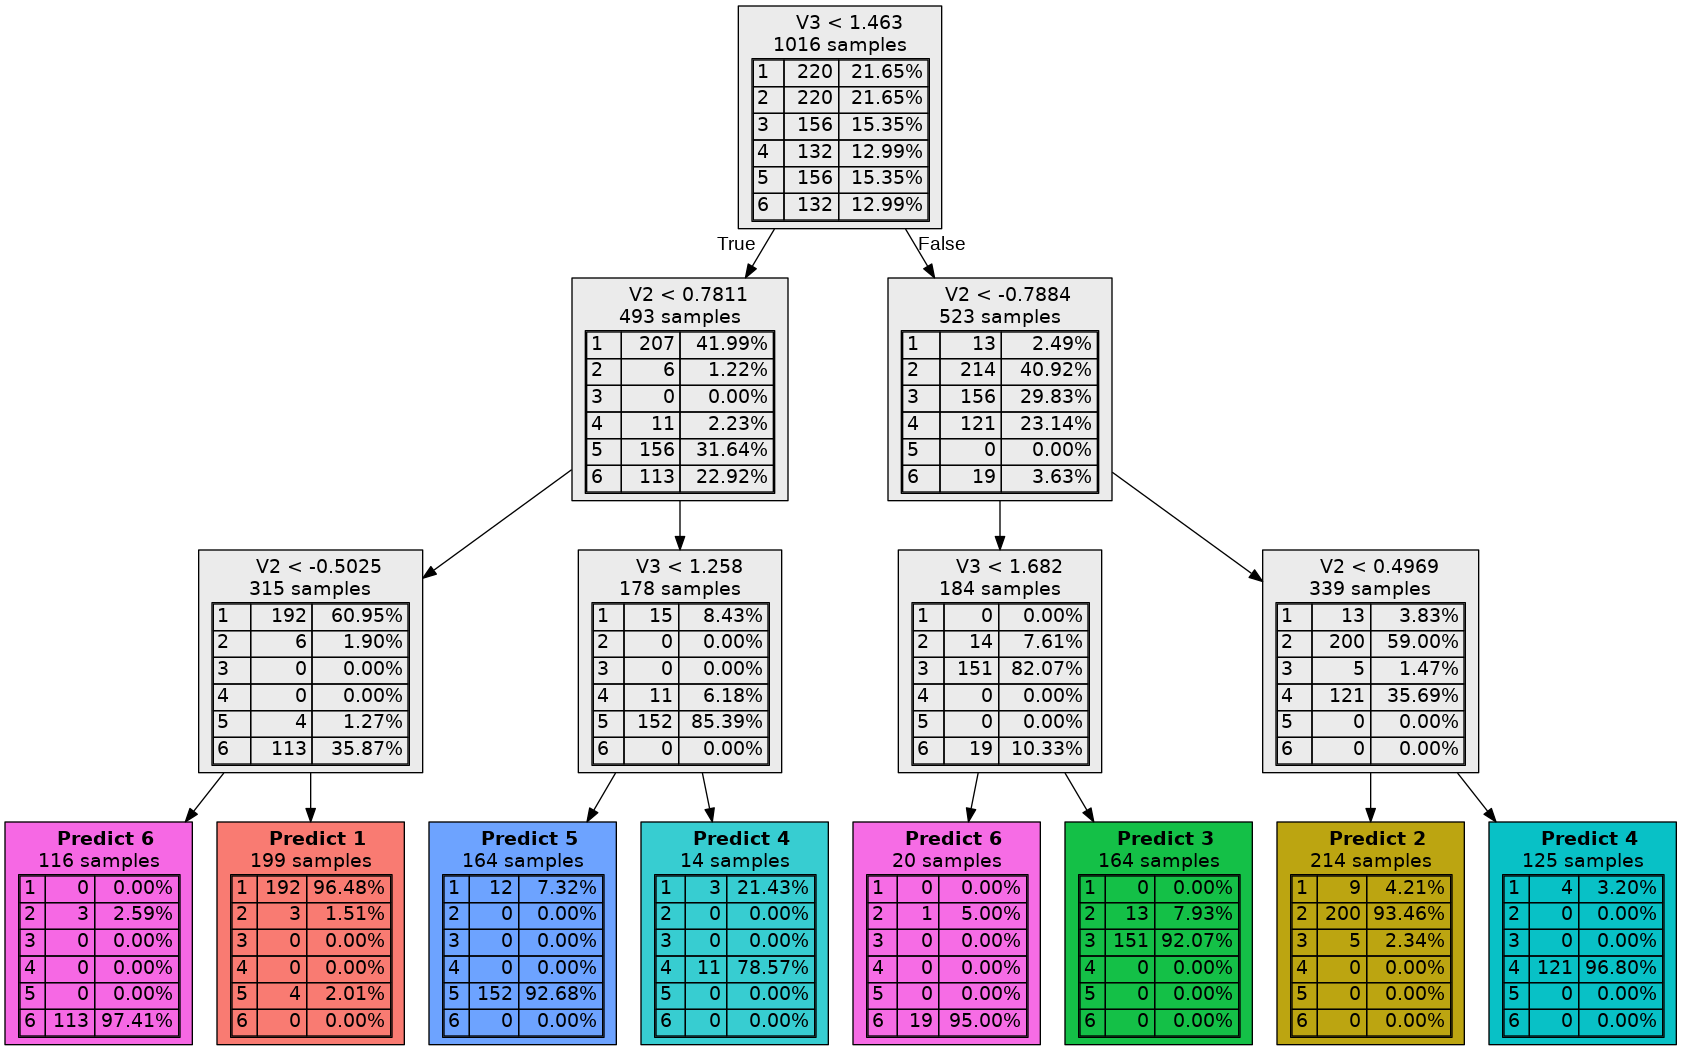 V3 < 1.463
1016 samples
1 220 21.65%
2 220 21.65%
3 156 15.35%
4 132 12.99%
5 156 15.35%
6 132 12.99%
True
False
V2 < 0.7811
493 samples
1 207 41.99%
2 6 1.22%
3 0 0.00%
4 11 2.23%
5 156 31.64%
6 113 22.92%
V2 < -0.7884
523 samples
1 13 2.49%
2 214 40.92%
3 156 29.83%
4 121 23.14%
5 0 0.00%
6 19 3.63%
V2 < -0.5025
315 samples
1 192 60.95%
2 6 1.90%
3 0 0.00%
4 0 0.00%
5 4 1.27%
6 113 35.87%
V3 < 1.258
178 samples
1 15 8.43%
2 0 0.00%
3 0 0.00%
4 11 6.18%
5 152 85.39%
6 0 0.00%
V3 < 1.682
184 samples
1 0 0.00%
2 14 7.61%
3 151 82.07%
4 0 0.00%
5 0 0.00%
6 19 10.33%
V2 < 0.4969
339 samples
1 13 3.83%
2 200 59.00%
3 5 1.47%
4 121 35.69%
5 0 0.00%
6 0 0.00%
Predict 6
116 samples
1 0 0.00%
2 3 2.59%
3 0 0.00%
4 0 0.00%
5 0 0.00%
6 113 97.41%
Predict 1
199 samples
1 192 96.48%
2 3 1.51%
3 0 0.00%
4 0 0.00%
5 4 2.01%
6 0 0.00%
Predict 5
164 samples
1 12 7.32%
2 0 0.00%
3 0 0.00%
4 0 0.00%
5 152 92.68%
6 0 0.00%
Predict 4
14 samples
1 3 21.43%
2 0 0.00%
3 0 0.00%
4 11 78.57%
5 0 0.00%
6 0 0.00%
Predict 6
20 samples
1 0 0.00%
2 1 5.00%
3 0 0.00%
4 0 0.00%
5 0 0.00%
6 19 95.00%
Predict 3
164 samples
1 0 0.00%
2 13 7.93%
3 151 92.07%
4 0 0.00%
5 0 0.00%
6 0 0.00%
Predict 2
214 samples
1 9 4.21%
2 200 93.46%
3 5 2.34%
4 0 0.00%
5 0 0.00%
6 0 0.00%
Predict 4
125 samples
1 4 3.20%
2 0 0.00%
3 0 0.00%
4 121 96.80%
5 0 0.00%
6 0 0.00%